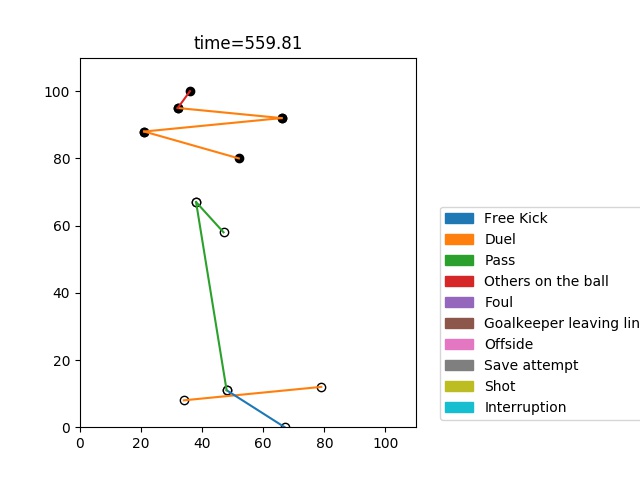 time=559.81
100
80
60
40
20
0
0 20 40 60 80 100
Free Kick
Duel
Pass
Others on the ball
Foul
Goalkeeper leaving lin
Offside
Save attempt
Shot
Interruption